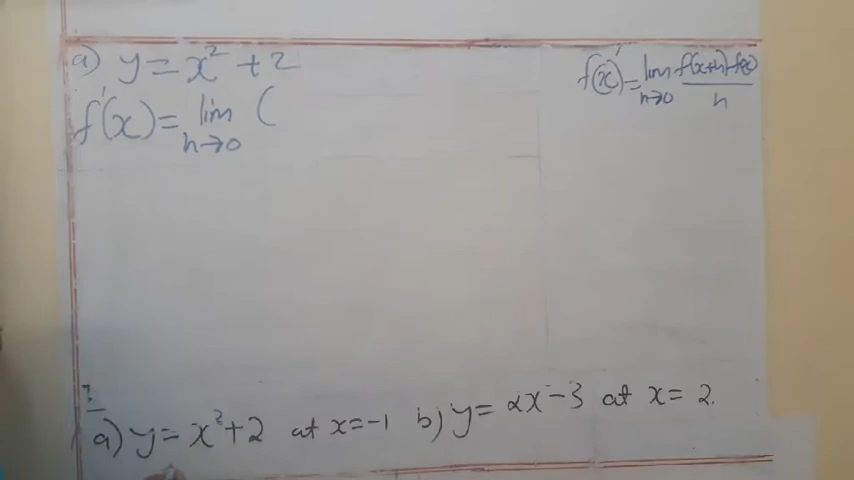 a) y = x² + 2
f'(x) = lim h→0 (
f'(x) = lim h→0 f(x+h)-f(x) / h
?
a) y = x²+2 at x=-1 b) y = 2x-3 at x = 2.